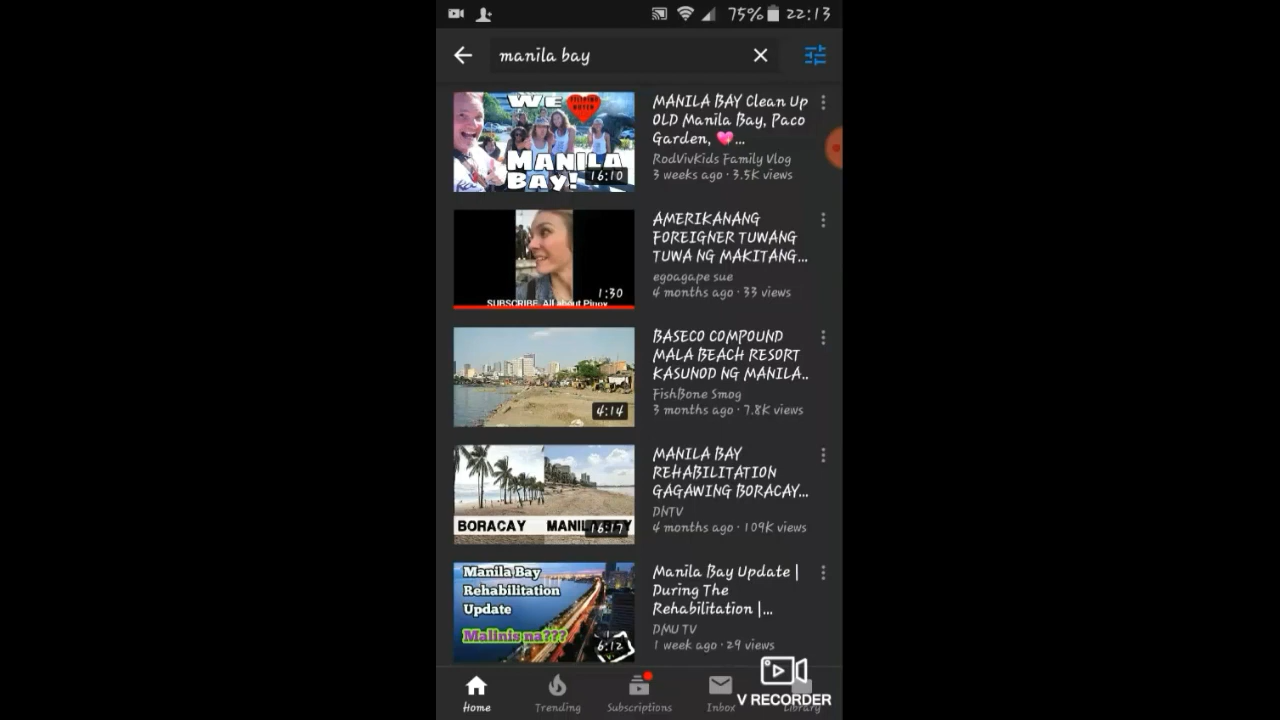 75% 22:13
manila bay
WE FILIPINO
MANILA
BAY!
16:10
MANILA BAY Clean Up
OLD Manila Bay, Paco
Garden, 💖...
RodVivKids Family Vlog
3 weeks ago · 3.5K views
1:30
SUBSCRIBE All about Pinoy
AMERIKANANG
FOREIGNER TUWANG
TUWA NG MAKITANG...
egoagape sue
4 months ago · 33 views
4:14
BASECO COMPOUND
MALA BEACH RESORT
KASUNOD NG MANILA..
FishBone Smog
3 months ago · 7.8K views
BORACAY MANILA BAY
16:17
MANILA BAY
REHABILITATION
GAGAWING BORACAY...
DNTV
4 months ago · 109K views
Manila Bay
Rehabilitation
Update
Malinis na???
6:12
Manila Bay Update |
During The
Rehabilitation |...
DMU TV
1 week ago · 29 views
V RECORDER
Home Trending Subscriptions Inbox Library